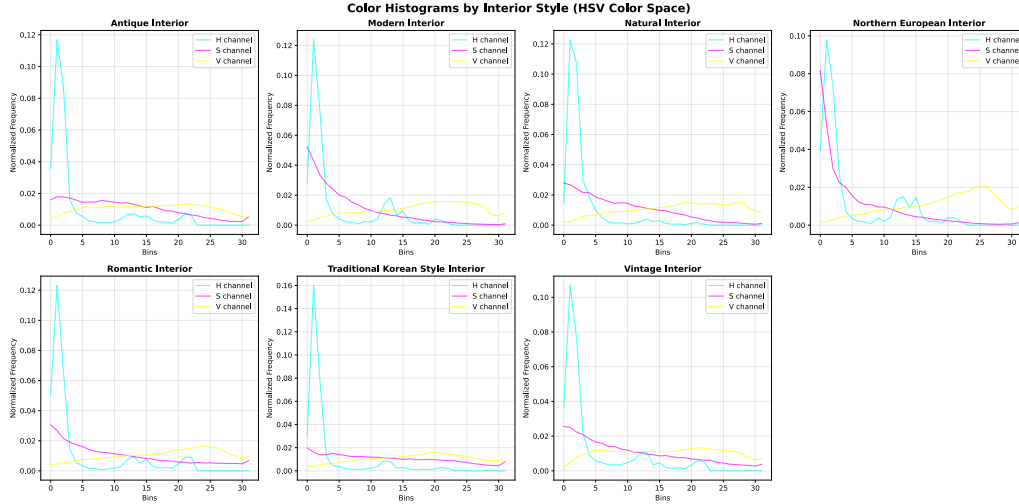 Color Histograms by Interior Style (HSV Color Space)
Antique Interior
Normalized Frequency
0.12
0.10
0.08
0.06
0.04
0.02
0.00
0 5 10 15 20 25 30
Bins
H channel
S channel
V channel
Modern Interior
Normalized Frequency
0.12
0.10
0.08
0.06
0.04
0.02
0.00
0 5 10 15 20 25 30
Bins
H channel
S channel
V channel
Natural Interior
Normalized Frequency
0.12
0.10
0.08
0.06
0.04
0.02
0.00
0 5 10 15 20 25 30
Bins
H channel
S channel
V channel
Northern European Interior
Normalized Frequency
0.10
0.08
0.06
0.04
0.02
0.00
0 5 10 15 20 25 30
Bins
H channel
S channel
V channel
Romantic Interior
Normalized Frequency
0.12
0.10
0.08
0.06
0.04
0.02
0.00
0 5 10 15 20 25 30
Bins
H channel
S channel
V channel
Traditional Korean Style Interior
Normalized Frequency
0.16
0.14
0.12
0.10
0.08
0.06
0.04
0.02
0.00
0 5 10 15 20 25 30
Bins
H channel
S channel
V channel
Vintage Interior
Normalized Frequency
0.10
0.08
0.06
0.04
0.02
0.00
0 5 10 15 20 25 30
Bins
H channel
S channel
V channel